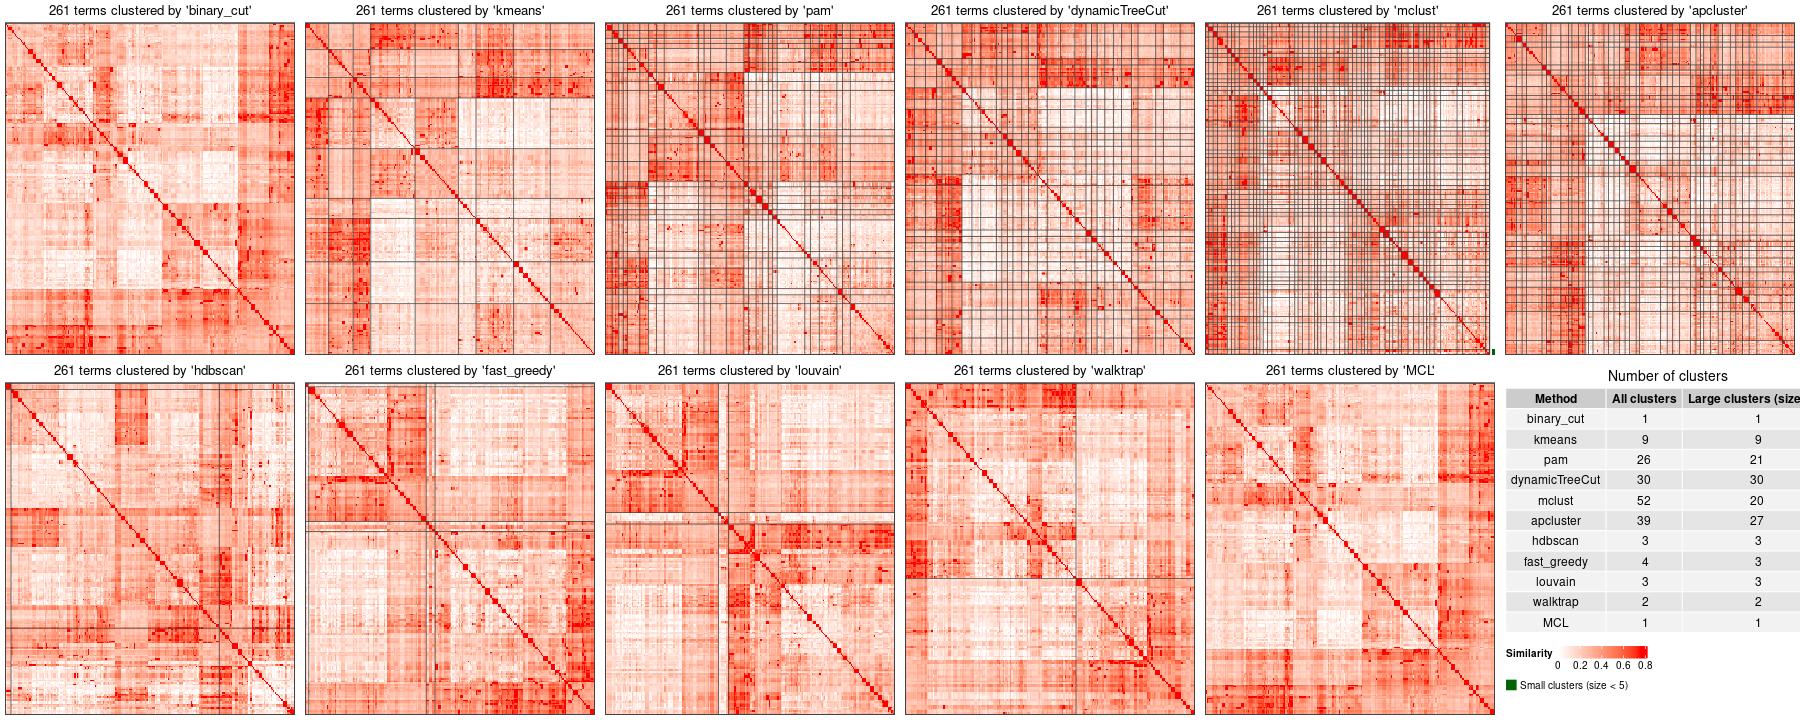 261 terms clustered by 'binary_cut'
261 terms clustered by 'kmeans'
261 terms clustered by 'pam'
261 terms clustered by 'dynamicTreeCut'
261 terms clustered by 'mclust'
261 terms clustered by 'apcluster'
261 terms clustered by 'hdbscan'
261 terms clustered by 'fast_greedy'
261 terms clustered by 'louvain'
261 terms clustered by 'walktrap'
261 terms clustered by 'MCL'
Number of clusters
Method All clusters Large clusters (size
binary_cut 1 1
kmeans 9 9
pam 26 21
dynamicTreeCut 30 30
mclust 52 20
apcluster 39 27
hdbscan 3 3
fast_greedy 4 3
louvain 3 3
walktrap 2 2
MCL 1 1
Similarity
0 0.2 0.4 0.6 0.8
Small clusters (size < 5)